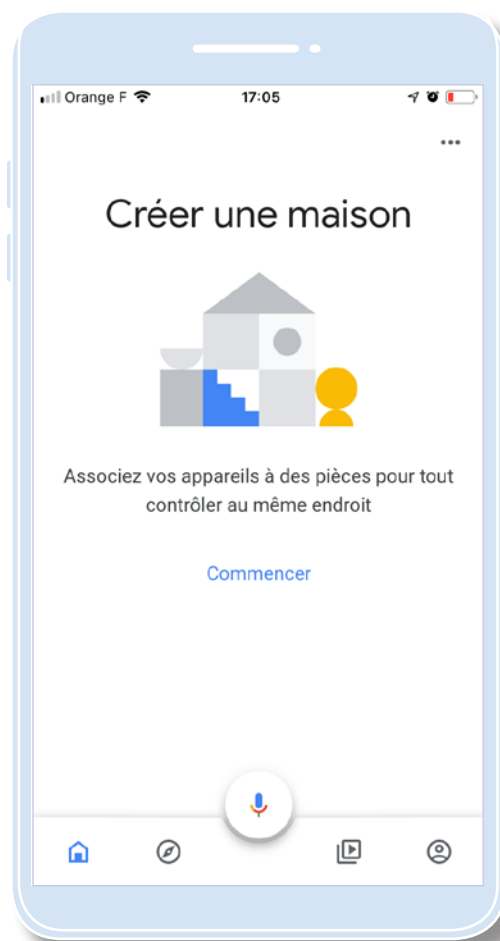 Orange F 17:05
Créer une maison
Associez vos appareils à des pièces pour tout
contrôler au même endroit
Commencer